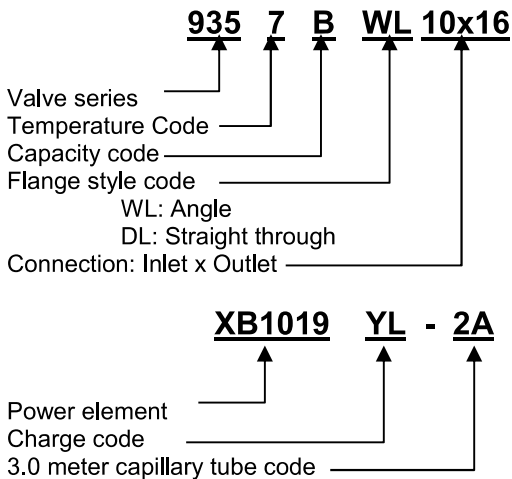 935 7 B WL 10x16
Valve series
Temperature Code
Capacity code
Flange style code
WL: Angle
DL: Straight through
Connection: Inlet x Outlet
XB1019 YL - 2A
Power element
Charge code
3.0 meter capillary tube code